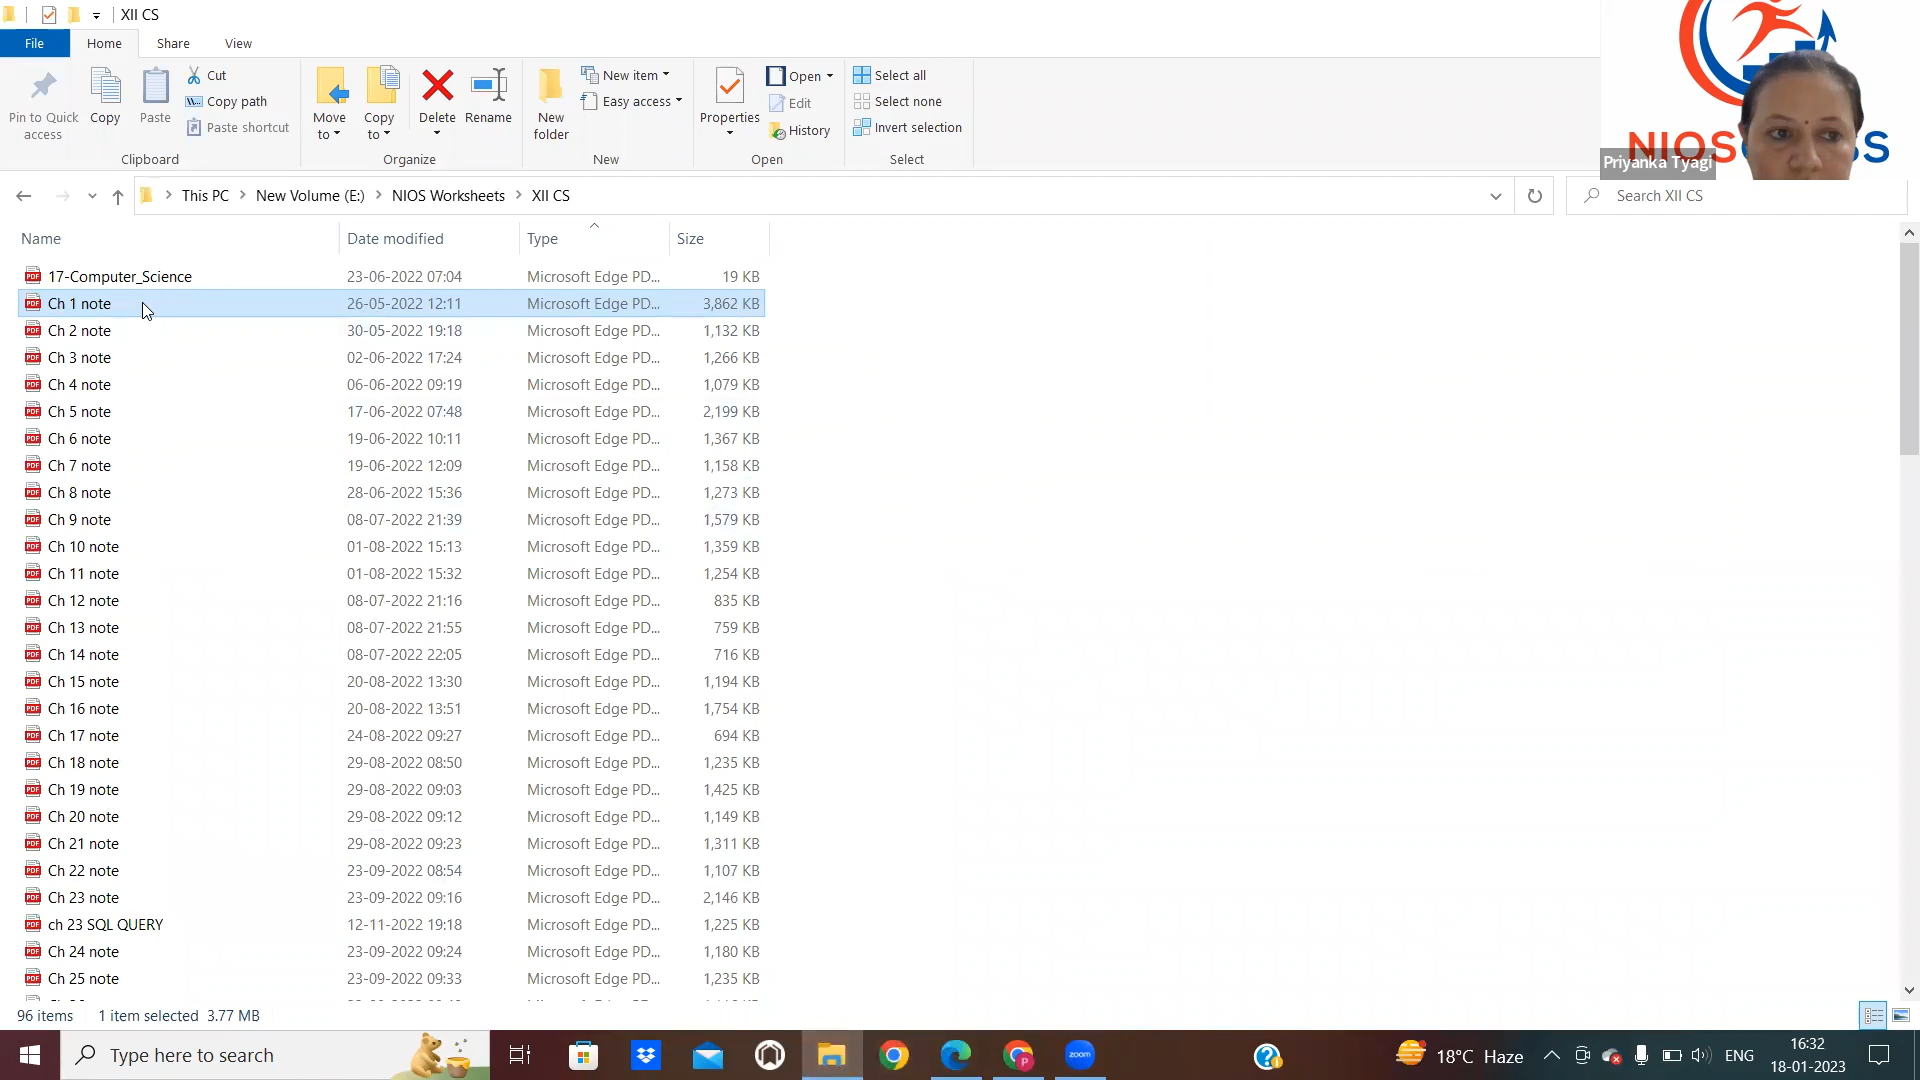 XII CS
File Home Share View
Pin to Quick access
Copy
Paste
Cut
Copy path
Paste shortcut
Clipboard
Move to
Copy to
Delete
Rename
Organize
New folder
New item
Easy access
New
Properties
Open
Edit
History
Open
Select all
Select none
Invert selection
Select
Priyanka Tyagi
This PC New Volume (E:) NIOS Worksheets XII CS
Search XII CS
Name Date modified Type Size
17-Computer_Science 23-06-2022 07:04 Microsoft Edge PD... 19 KB
Ch 1 note 26-05-2022 12:11 Microsoft Edge PD... 3,862 KB
Ch 2 note 30-05-2022 19:18 Microsoft Edge PD... 1,132 KB
Ch 3 note 02-06-2022 17:24 Microsoft Edge PD... 1,266 KB
Ch 4 note 06-06-2022 09:19 Microsoft Edge PD... 1,079 KB
Ch 5 note 17-06-2022 07:48 Microsoft Edge PD... 2,199 KB
Ch 6 note 19-06-2022 10:11 Microsoft Edge PD... 1,367 KB
Ch 7 note 19-06-2022 12:09 Microsoft Edge PD... 1,158 KB
Ch 8 note 28-06-2022 15:36 Microsoft Edge PD... 1,273 KB
Ch 9 note 08-07-2022 21:39 Microsoft Edge PD... 1,579 KB
Ch 10 note 01-08-2022 15:13 Microsoft Edge PD... 1,359 KB
Ch 11 note 01-08-2022 15:32 Microsoft Edge PD... 1,254 KB
Ch 12 note 08-07-2022 21:16 Microsoft Edge PD... 835 KB
Ch 13 note 08-07-2022 21:55 Microsoft Edge PD... 759 KB
Ch 14 note 08-07-2022 22:05 Microsoft Edge PD... 716 KB
Ch 15 note 20-08-2022 13:30 Microsoft Edge PD... 1,194 KB
Ch 16 note 20-08-2022 13:51 Microsoft Edge PD... 1,754 KB
Ch 17 note 24-08-2022 09:27 Microsoft Edge PD... 694 KB
Ch 18 note 29-08-2022 08:50 Microsoft Edge PD... 1,235 KB
Ch 19 note 29-08-2022 09:03 Microsoft Edge PD... 1,425 KB
Ch 20 note 29-08-2022 09:12 Microsoft Edge PD... 1,149 KB
Ch 21 note 29-08-2022 09:23 Microsoft Edge PD... 1,311 KB
Ch 22 note 23-09-2022 08:54 Microsoft Edge PD... 1,107 KB
Ch 23 note 23-09-2022 09:16 Microsoft Edge PD... 2,146 KB
ch 23 SQL QUERY 12-11-2022 19:18 Microsoft Edge PD... 1,225 KB
Ch 24 note 23-09-2022 09:24 Microsoft Edge PD... 1,180 KB
Ch 25 note 23-09-2022 09:33 Microsoft Edge PD... 1,235 KB
96 items 1 item selected 3.77 MB
Type here to search
zoom
18°C Haze
ENG
16:32
18-01-2023